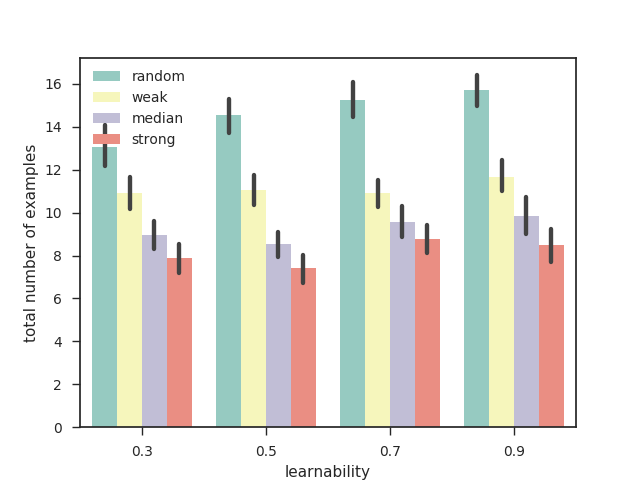 16
14
12
10
8
6
4
2
0
total number of examples
random
weak
median
strong
0.3 0.5 0.7 0.9
learnability